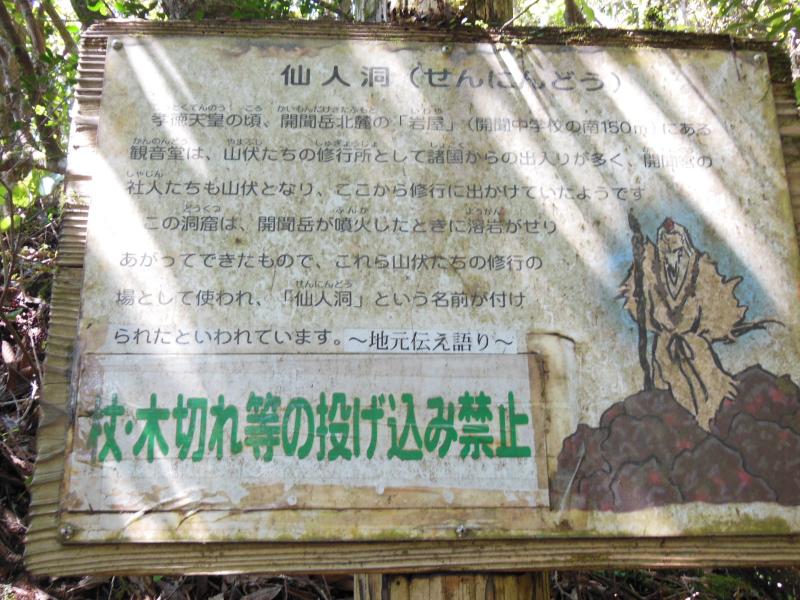 仙人洞（せんにんどう）
孝徳天皇の頃、開聞岳北麓の「岩屋」（開聞中学校の南150m）にある
観音堂は、山伏たちの修行所として諸国からの出入りが多く、開聞宮の
社人たちも山伏となり、ここから修行に出かけていたようです
この洞窟は、開聞岳が噴火したときに溶岩がせり
あがってできたもので、これら山伏たちの修行の
場として使われ、「仙人洞」という名前が付け
られたといわれています。～地元伝え語り～
杖・木切れ等の投げ込み禁止